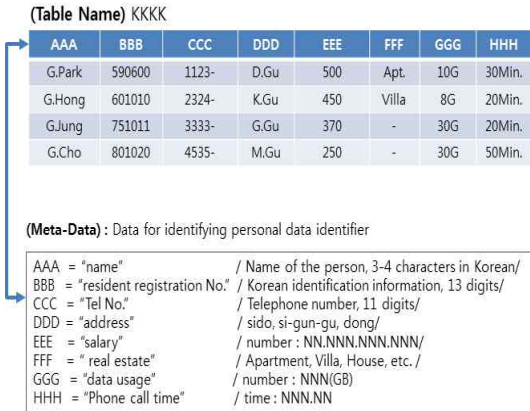 (Table Name) KKKK
AAA BBB CCC DDD EEE FFF GGG HHH
G.Park 590600 1123- D.Gu 500 Apt. 10G 30Min.
G.Hong 601010 2324- K.Gu 450 Villa 8G 20Min.
G.Jung 751011 3333- G.Gu 370 - 30G 20Min.
G.Cho 801020 4535- M.Gu 250 - 30G 50Min.
(Meta-Data) : Data for identifying personal data identifier
AAA = "name" / Name of the person, 3-4 characters in Korean/
BBB = "resident registration No." / Korean identification information, 13 digits/
CCC = "Tel No." / Telephone number, 11 digits/
DDD = "address" / sido, si-gun-gu, dong/
EEE = "salary" / number : NN.NNN.NNN.NNN/
FFF = " real estate" / Apartment, Villa, House, etc. /
GGG = "data usage" / number : NNN(GB)
HHH = "Phone call time" / time : NNN.NN